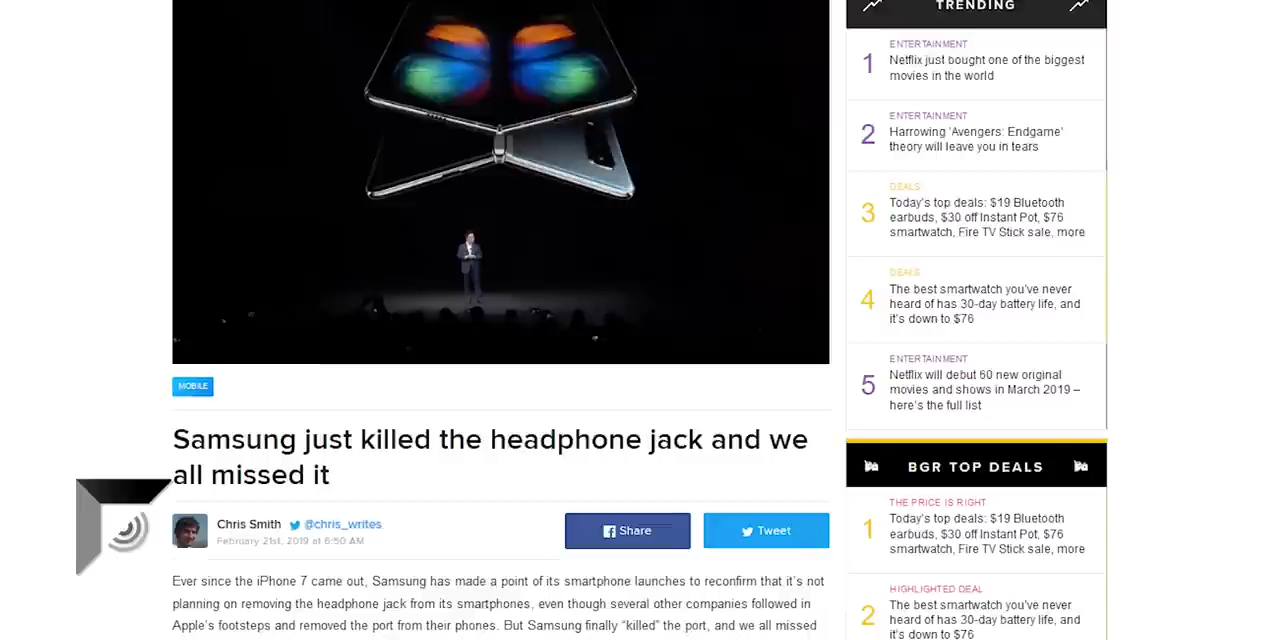 TRENDING
1
ENTERTAINMENT
Netflix just bought one of the biggest
movies in the world
2
ENTERTAINMENT
Harrowing 'Avengers: Endgame'
theory will leave you in tears
3
DEALS
Today's top deals: $19 Bluetooth
earbuds, $30 off Instant Pot, $76
smartwatch, Fire TV Stick sale, more
4
DEALS
The best smartwatch you've never
heard of has 30-day battery life, and
it's down to $76
5
ENTERTAINMENT
Netflix will debut 60 new original
movies and shows in March 2019 –
here's the full list
MOBILE
Samsung just killed the headphone jack and we
all missed it
Chris Smith @chris_writes
February 21st, 2019 at 6:50 AM
Share
Tweet
Ever since the iPhone 7 came out, Samsung has made a point of its smartphone launches to reconfirm that it's not
planning on removing the headphone jack from its smartphones, even though several other companies followed in
Apple's footsteps and removed the port from their phones. But Samsung finally “killed” the port, and we all missed
BGR TOP DEALS
1
THE PRICE IS RIGHT
Today's top deals: $19 Bluetooth
earbuds, $30 off Instant Pot, $76
smartwatch, Fire TV Stick sale, more
2
HIGHLIGHTED DEAL
The best smartwatch you've never
heard of has 30-day battery life, and
it's down to $76